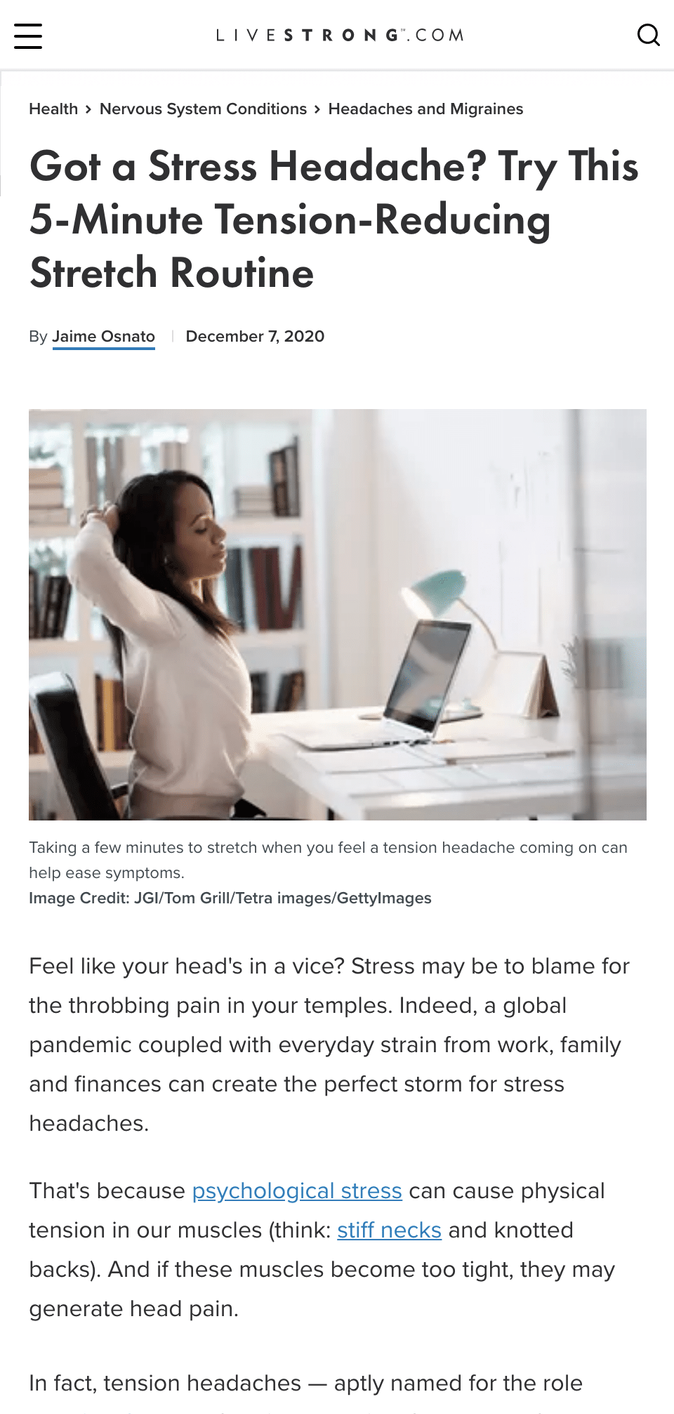 LIVESTRONG™.COM
Health > Nervous System Conditions > Headaches and Migraines
Got a Stress Headache? Try This
5-Minute Tension-Reducing
Stretch Routine
By Jaime Osnato | December 7, 2020
Taking a few minutes to stretch when you feel a tension headache coming on can
help ease symptoms.
Image Credit: JGI/Tom Grill/Tetra images/GettyImages
Feel like your head's in a vice? Stress may be to blame for
the throbbing pain in your temples. Indeed, a global
pandemic coupled with everyday strain from work, family
and finances can create the perfect storm for stress
headaches.
That's because psychological stress can cause physical
tension in our muscles (think: stiff necks and knotted
backs). And if these muscles become too tight, they may
generate head pain.
In fact, tension headaches — aptly named for the role